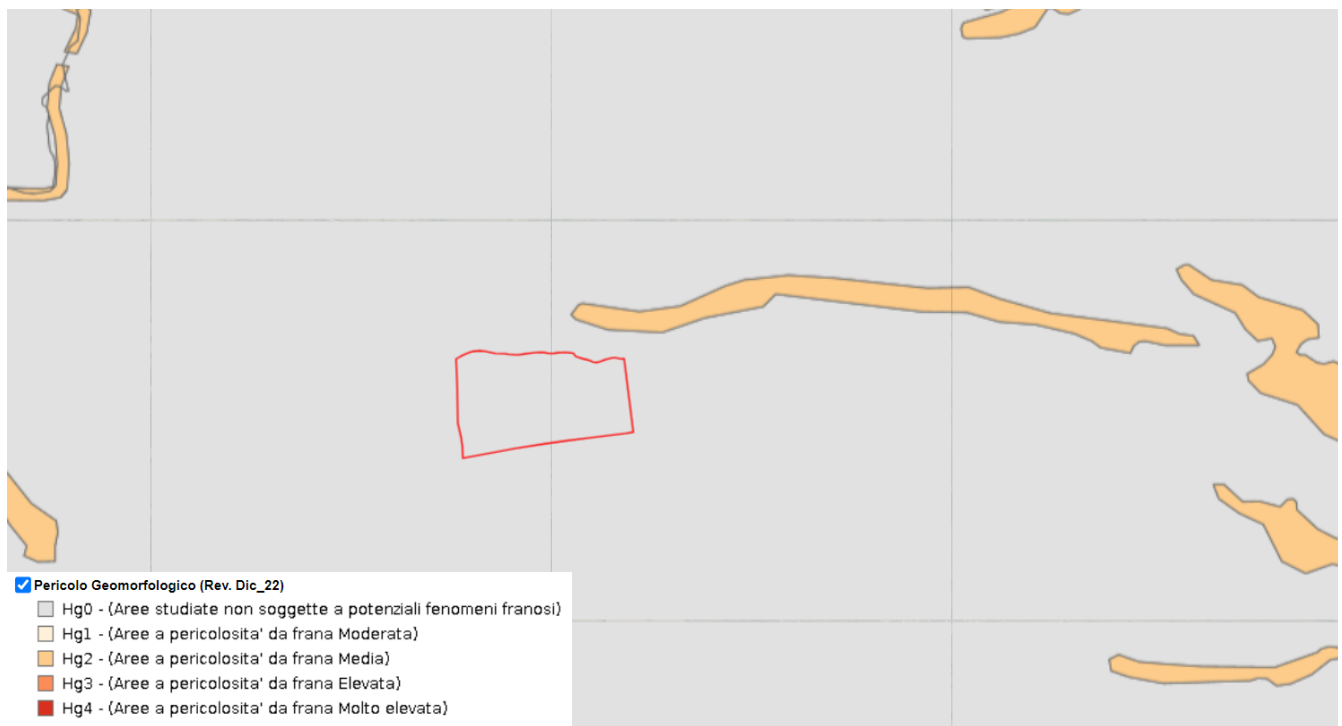 Pericolo Geomorfologico (Rev. Dic_22)
Hg0 - (Aree studiate non soggette a potenziali fenomeni franosi)
Hg1 - (Aree a pericolosita' da frana Moderata)
Hg2 - (Aree a pericolosita' da frana Media)
Hg3 - (Aree a pericolosita' da frana Elevata)
Hg4 - (Aree a pericolosita' da frana Molto elevata)